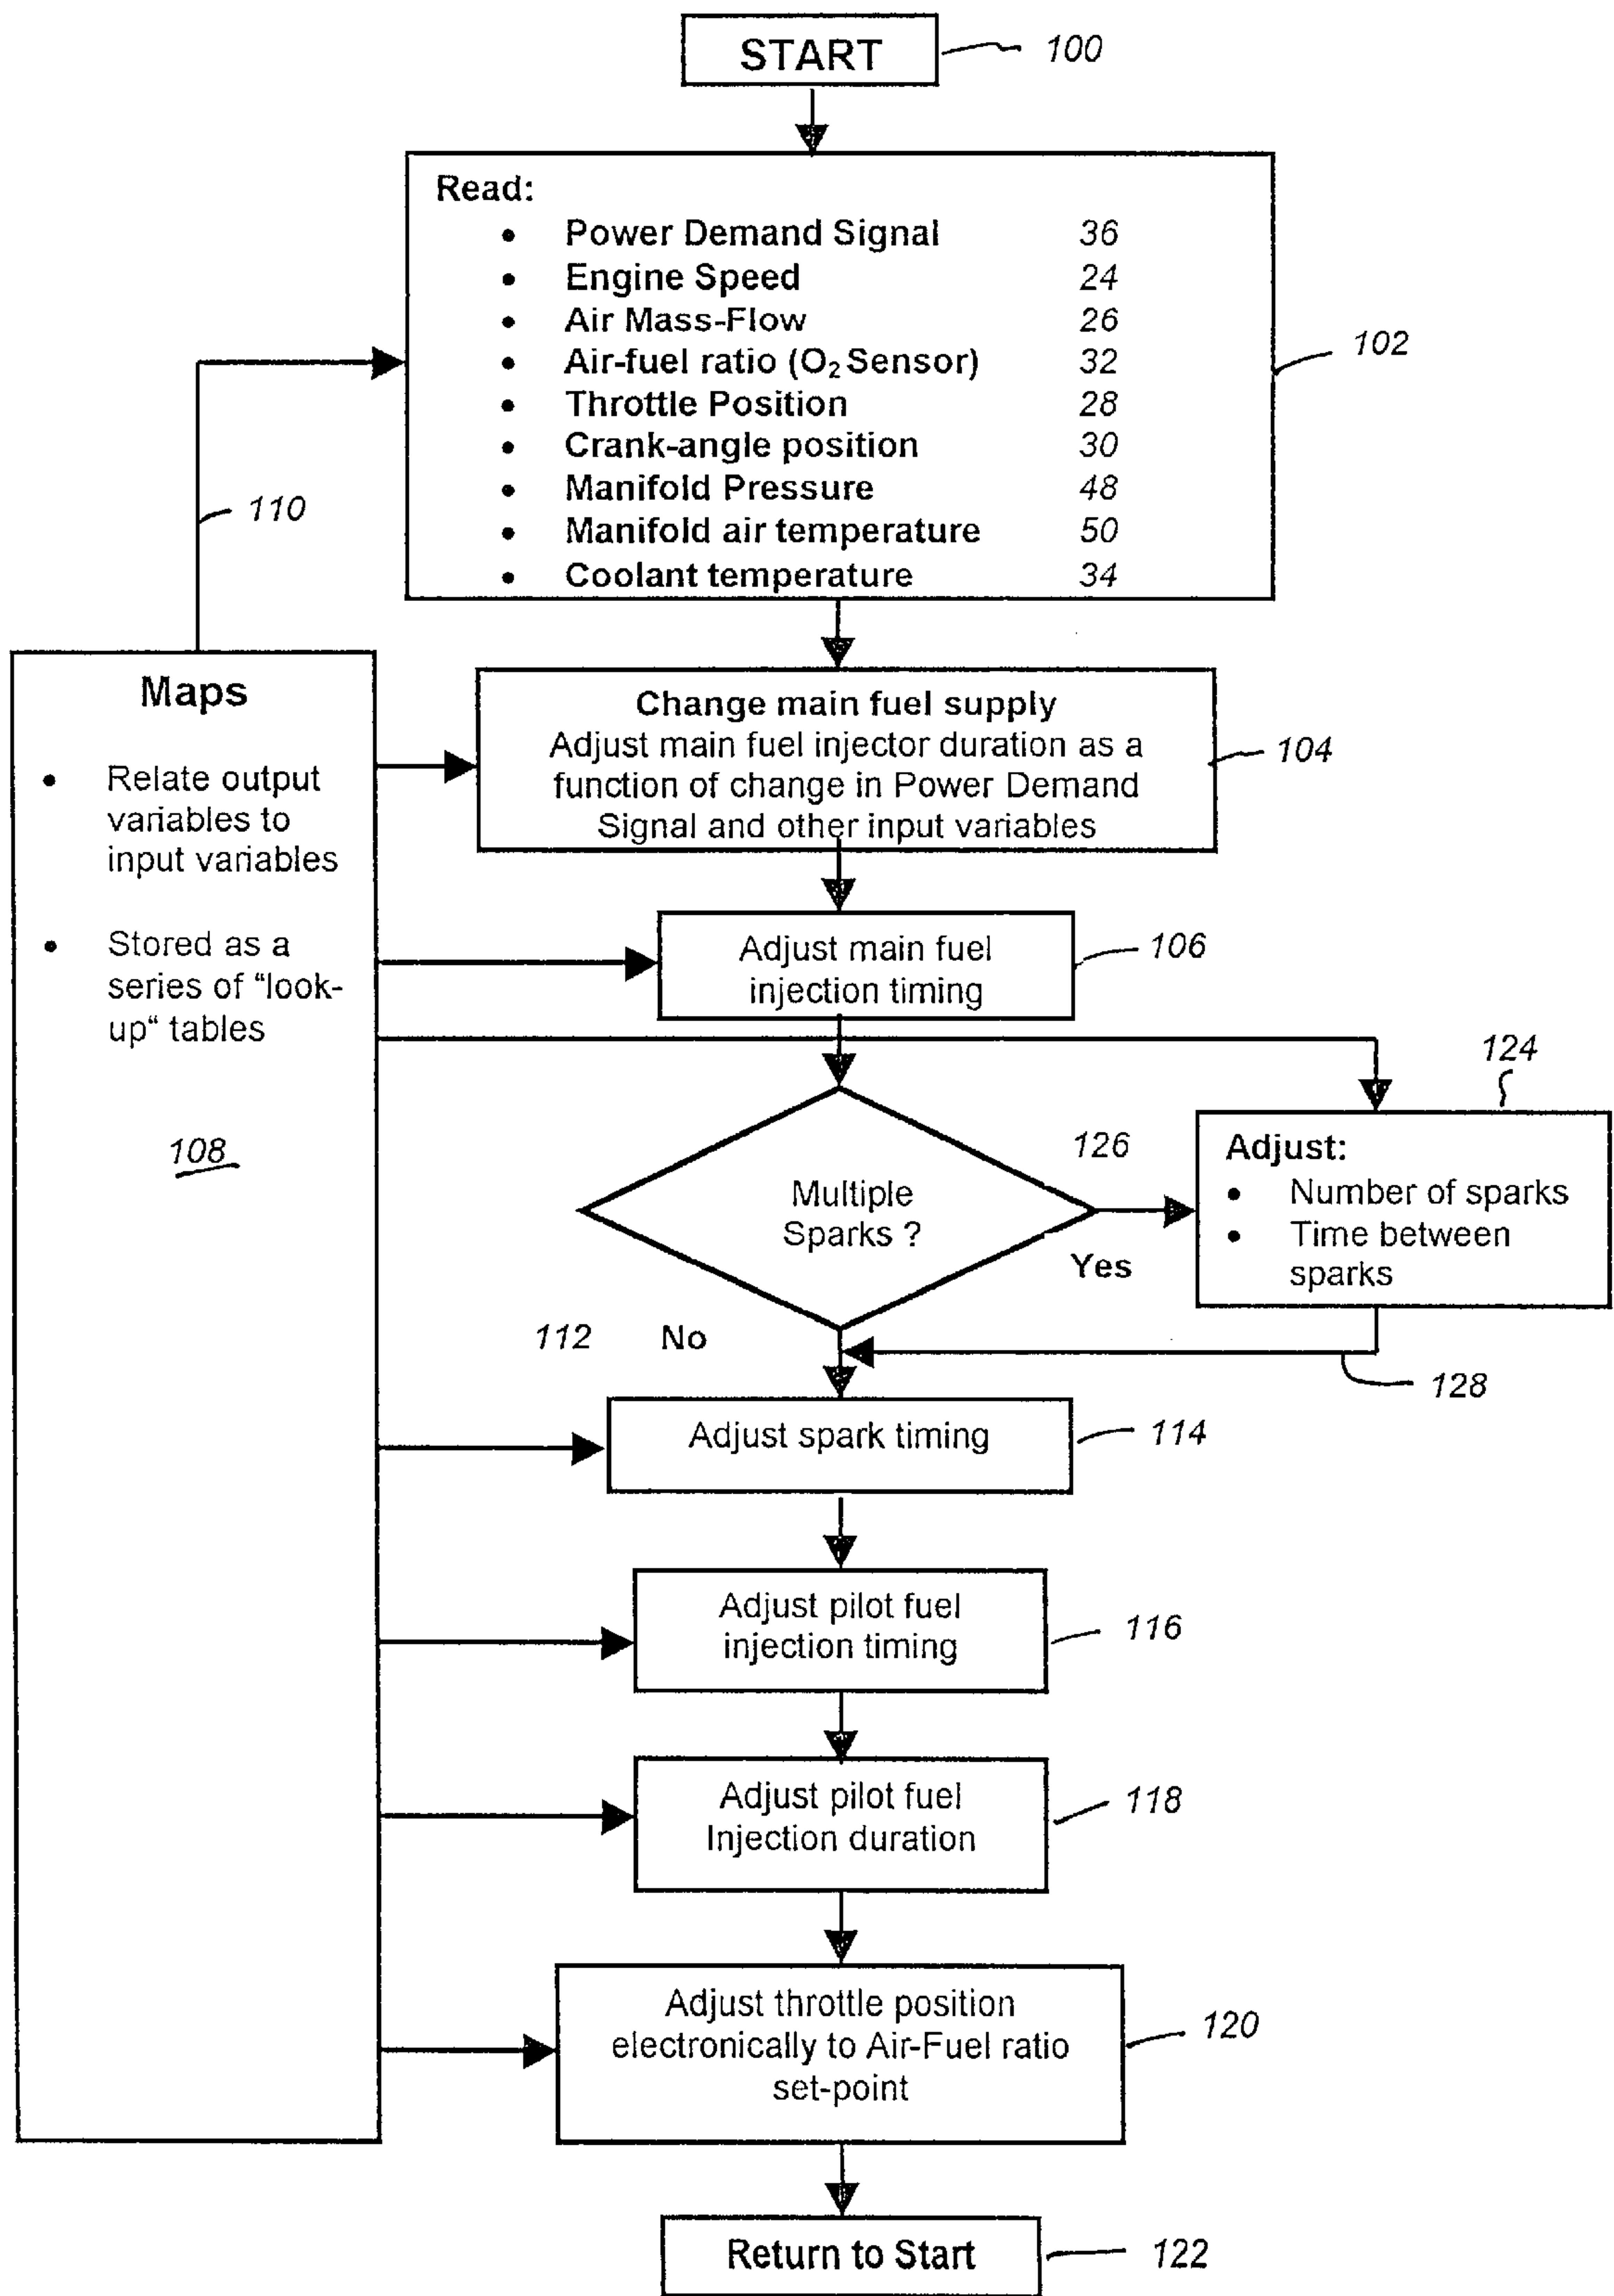 START
100
Read:
• Power Demand Signal 36
• Engine Speed 24
• Air Mass-Flow 26
• Air-fuel ratio (O₂ Sensor) 32
• Throttle Position 28
• Crank-angle position 30
• Manifold Pressure 48
• Manifold air temperature 50
• Coolant temperature 34
102
110
Maps
• Relate output
variables to
input variables
• Stored as a
series of “look-
up“ tables
108
Change main fuel supply
Adjust main fuel injector duration as a
function of change in Power Demand
Signal and other input variables
104
Adjust main fuel
injection timing
106
Multiple
Sparks ?
126
Yes
124
Adjust:
• Number of sparks
• Time between
sparks
112 No
128
Adjust spark timing
114
Adjust pilot fuel
injection timing
116
Adjust pilot fuel
Injection duration
118
Adjust throttle position
electronically to Air-Fuel ratio
set-point
120
Return to Start
122